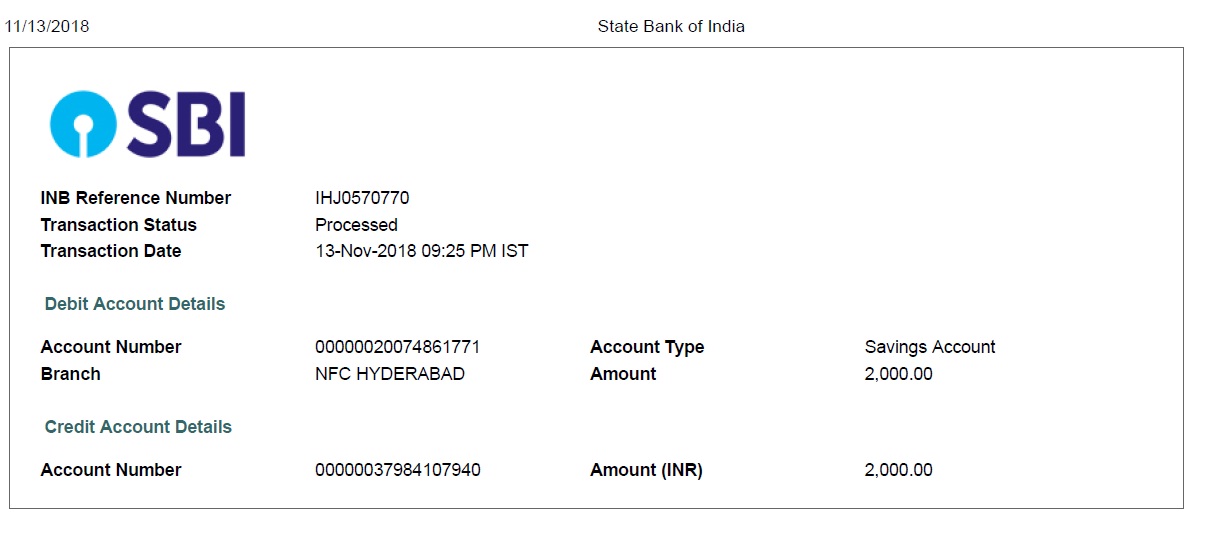 11/13/2018 State Bank of India
SBI
INB Reference Number IHJ0570770
Transaction Status Processed
Transaction Date 13-Nov-2018 09:25 PM IST
Debit Account Details
Account Number 00000020074861771 Account Type Savings Account
Branch NFC HYDERABAD Amount 2,000.00
Credit Account Details
Account Number 00000037984107940 Amount (INR) 2,000.00